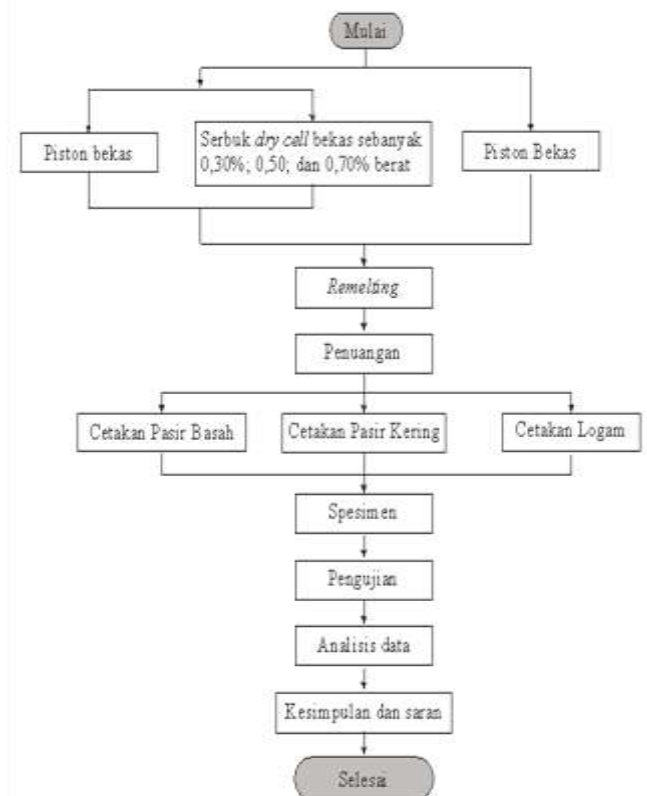 Mulai
Piston bekas
Serbuk dry cell bekas sebanyak
0,30%; 0,50; dan 0,70% berat
Piston Bekas
Remelting
Penuangan
Cetakan Pasir Basah
Cetakan Pasir Kering
Cetakan Logam
Spesimen
Pengujian
Analisis data
Kesimpulan dan saran
Selesai